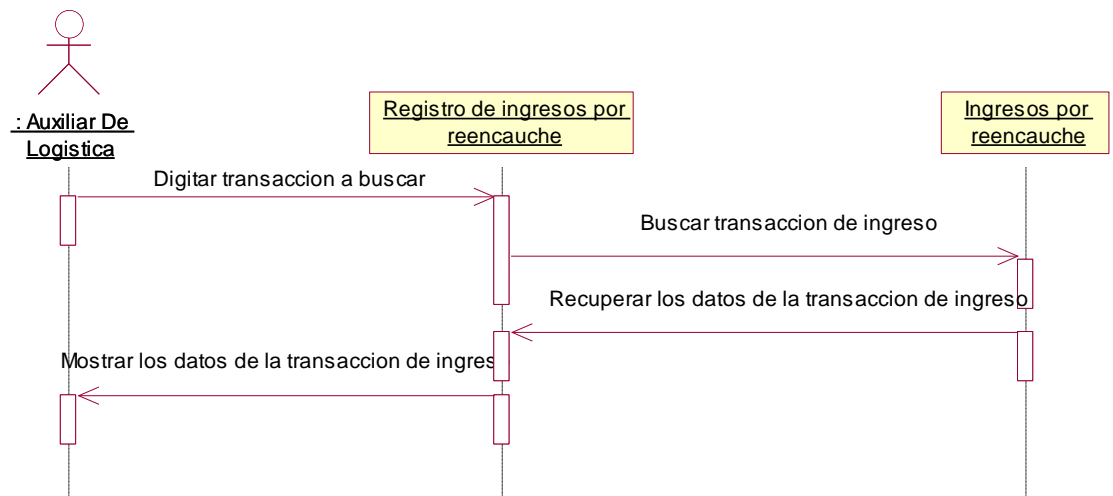 : Auxiliar De
Logistica
Registro de ingresos por
reencauche
Ingresos por
reencauche
Digitar transaccion a buscar
Buscar transaccion de ingreso
Recuperar los datos de la transaccion de ingreso
Mostrar los datos de la transaccion de ingreso